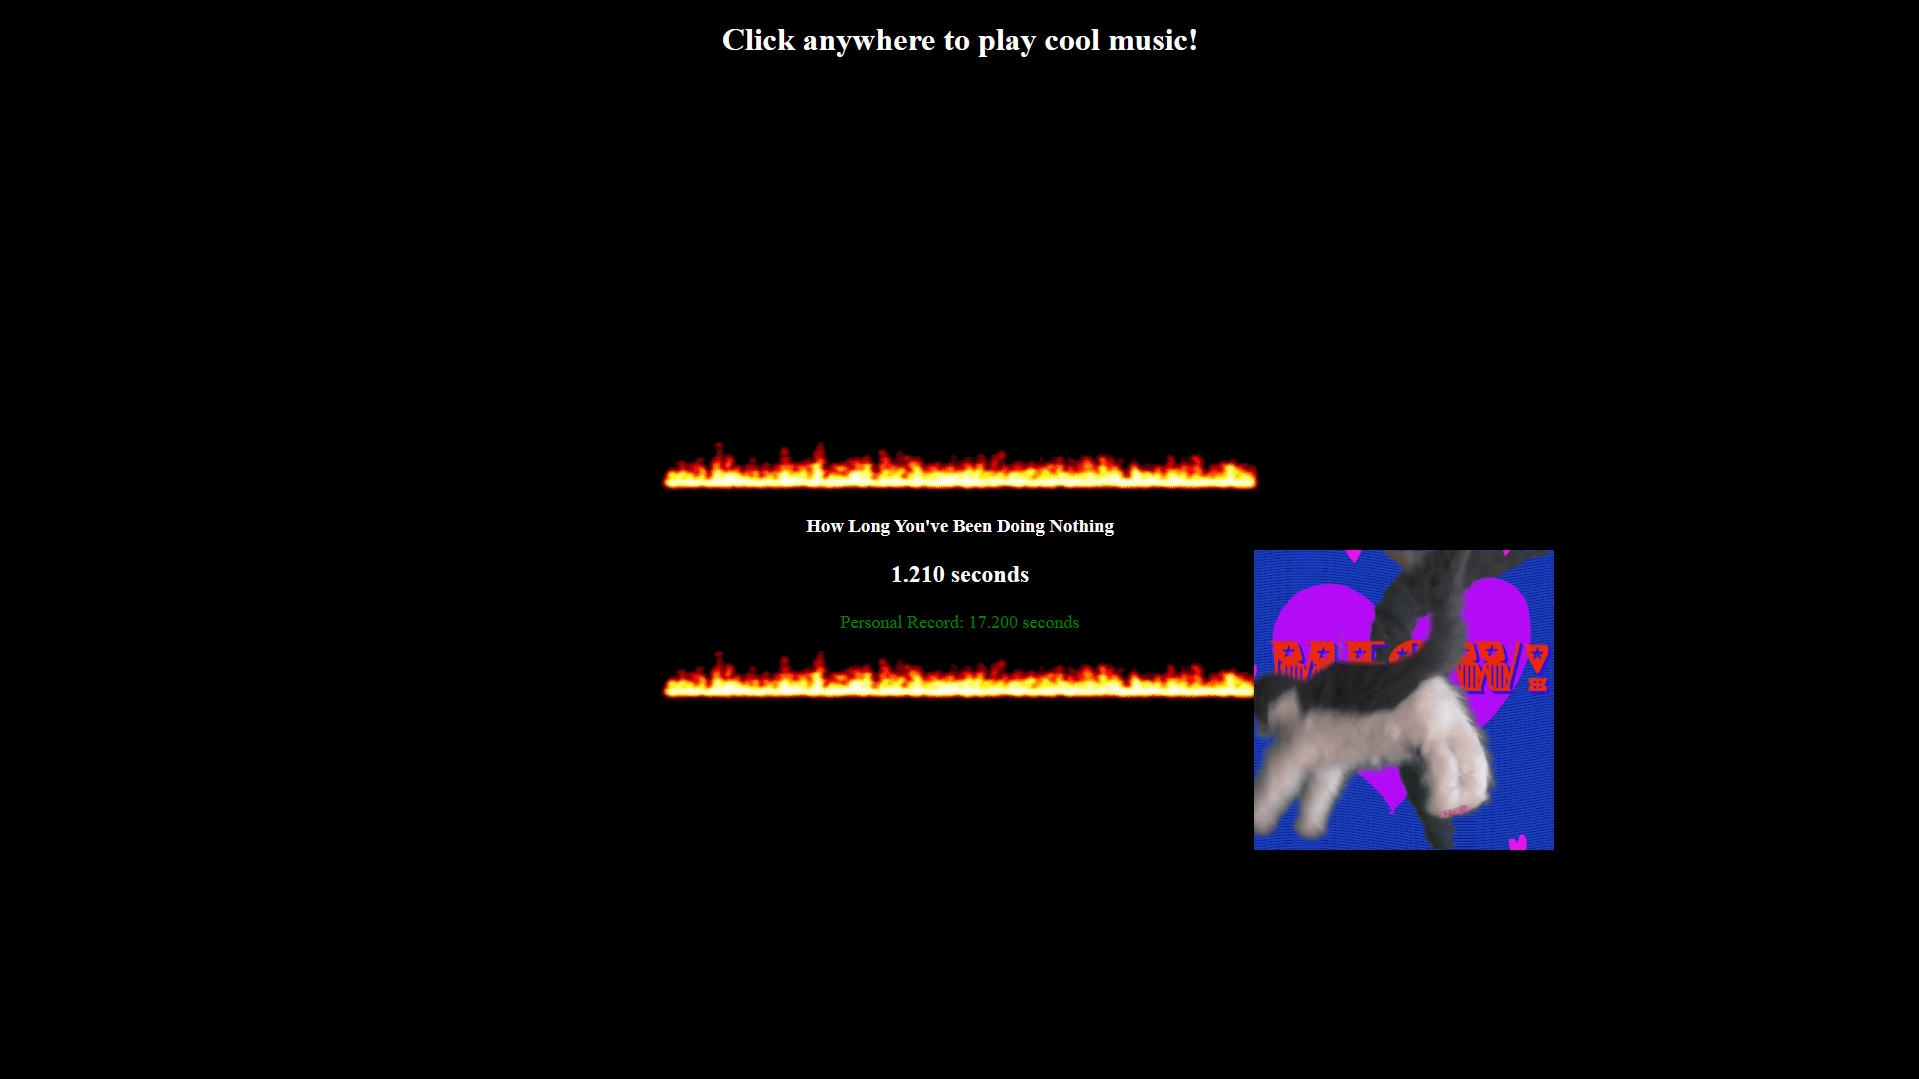 Click anywhere to play cool music!
How Long You've Been Doing Nothing
1.210 seconds
Personal Record: 17.200 seconds